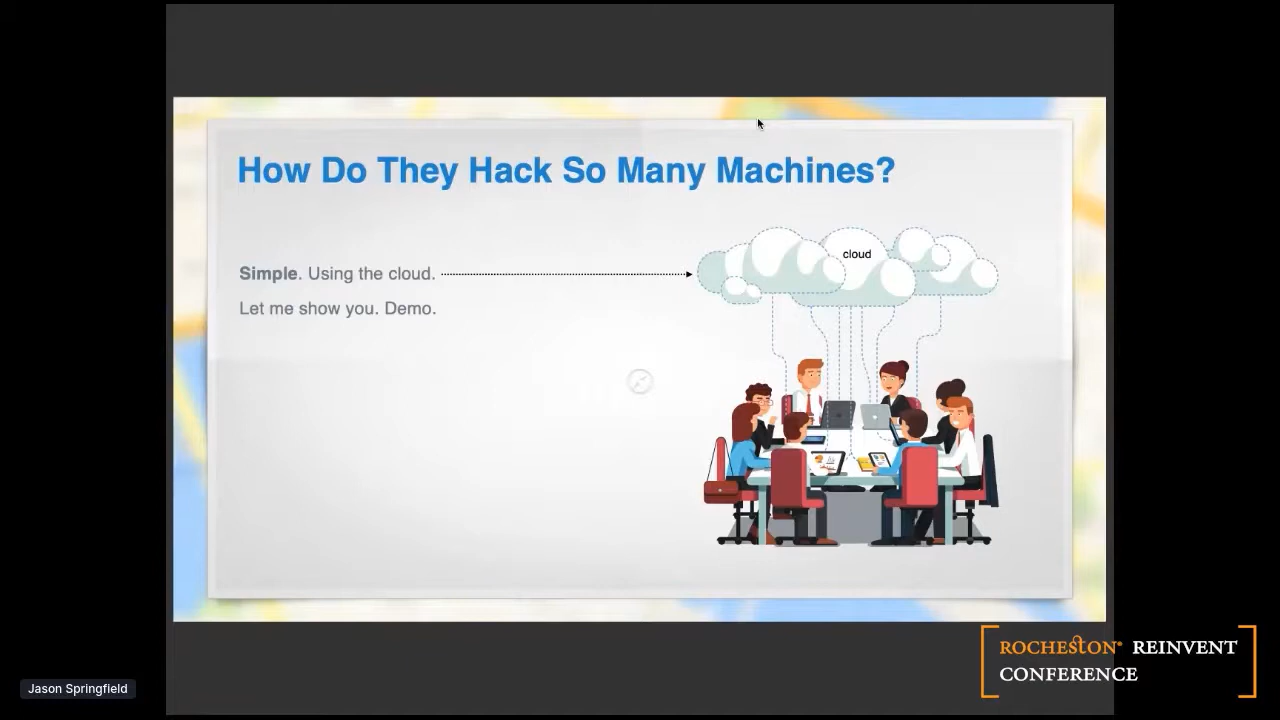 How Do They Hack So Many Machines?
Simple. Using the cloud.
cloud
Let me show you. Demo.
ROCHESTON® REINVENT
CONFERENCE
Jason Springfield